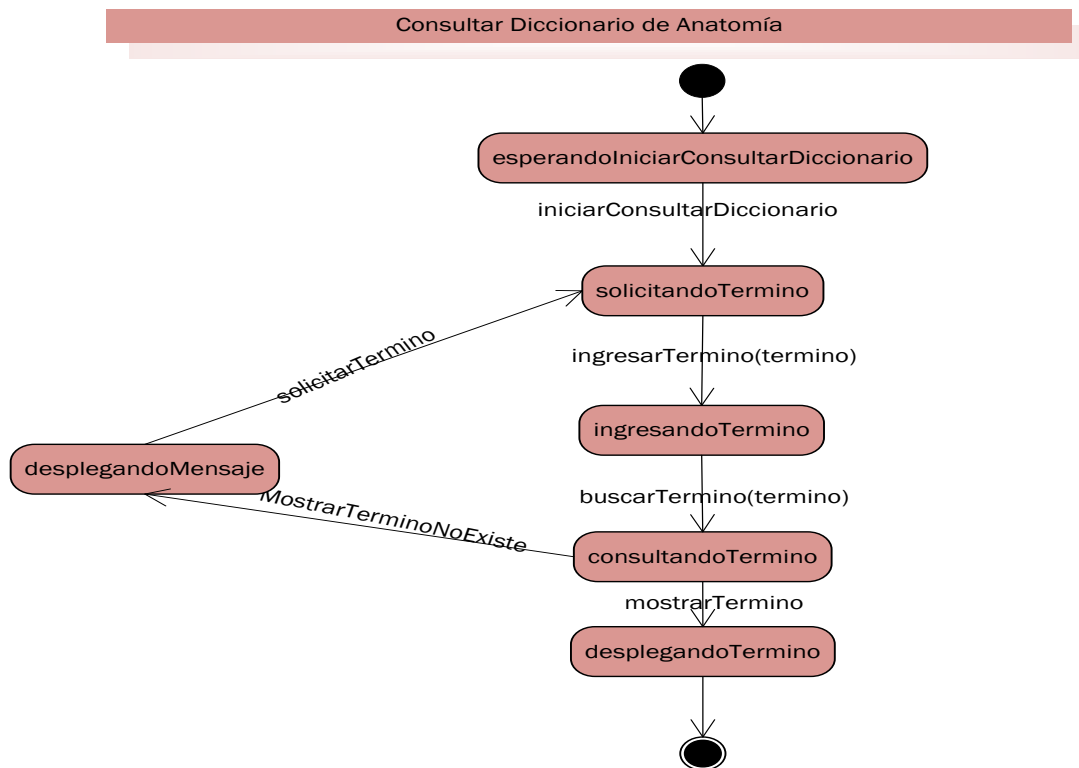 Consultar Diccionario de Anatomía
esperandoIniciarConsultarDiccionario
iniciarConsultarDiccionario
solicitandoTermino
solicitarTermino
ingresarTermino(termino)
ingresandoTermino
desplegandoMensaje
MostrarTerminoNoExiste
buscarTermino(termino)
consultandoTermino
mostrarTermino
desplegandoTermino